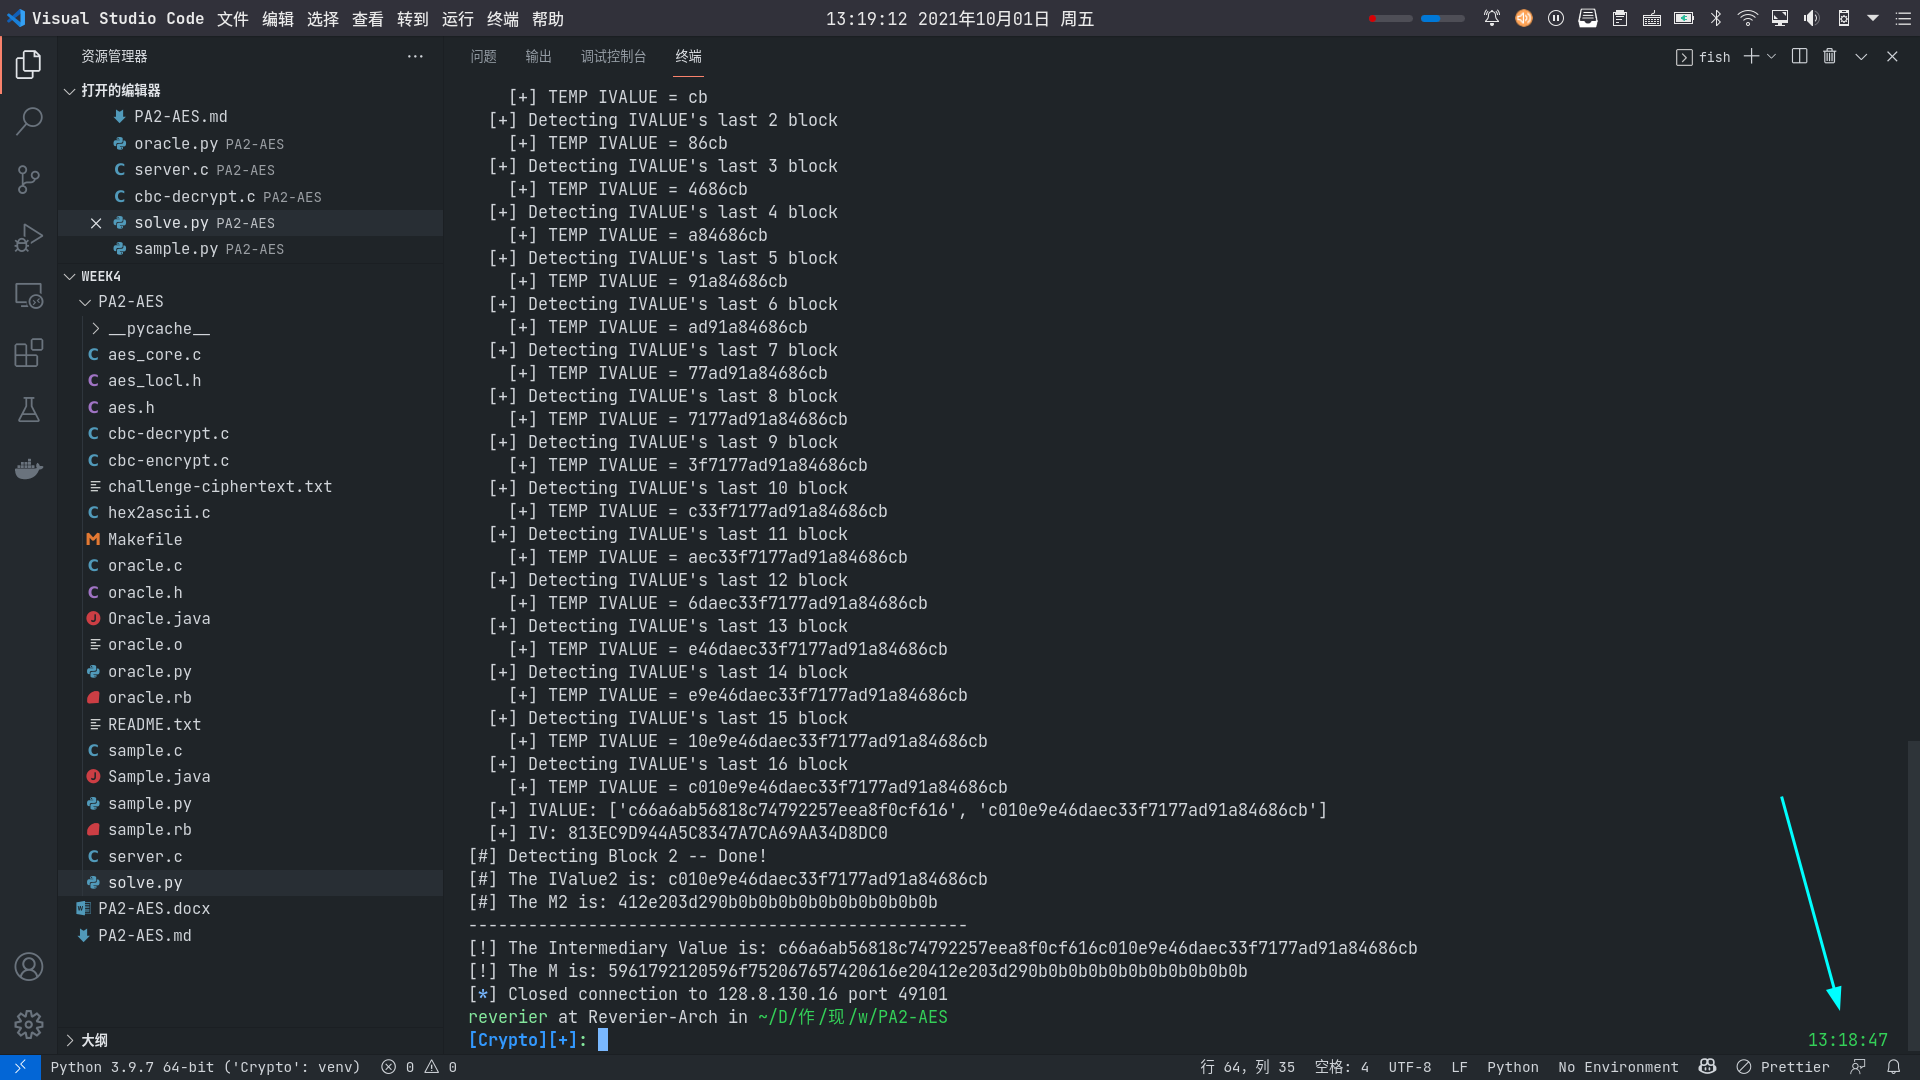 Visual Studio Code 文件 编辑 选择 查看 转到 运行 终端 帮助
13:19:12 2021年10月01日 周五
资源管理器
打开的编辑器
PA2-AES.md
oracle.py PA2-AES
server.c PA2-AES
cbc-decrypt.c PA2-AES
solve.py PA2-AES
sample.py PA2-AES
WEEK4
PA2-AES
__pycache__
aes_core.c
aes_locl.h
aes.h
cbc-decrypt.c
cbc-encrypt.c
challenge-ciphertext.txt
hex2ascii.c
Makefile
oracle.c
oracle.h
Oracle.java
oracle.o
oracle.py
oracle.rb
README.txt
sample.c
Sample.java
sample.py
sample.rb
server.c
solve.py
PA2-AES.docx
PA2-AES.md
大纲
问题 输出 调试控制台 终端
fish
[+] TEMP IVALUE = cb
[+] Detecting IVALUE's last 2 block
[+] TEMP IVALUE = 86cb
[+] Detecting IVALUE's last 3 block
[+] TEMP IVALUE = 4686cb
[+] Detecting IVALUE's last 4 block
[+] TEMP IVALUE = a84686cb
[+] Detecting IVALUE's last 5 block
[+] TEMP IVALUE = 91a84686cb
[+] Detecting IVALUE's last 6 block
[+] TEMP IVALUE = ad91a84686cb
[+] Detecting IVALUE's last 7 block
[+] TEMP IVALUE = 77ad91a84686cb
[+] Detecting IVALUE's last 8 block
[+] TEMP IVALUE = 7177ad91a84686cb
[+] Detecting IVALUE's last 9 block
[+] TEMP IVALUE = 3f7177ad91a84686cb
[+] Detecting IVALUE's last 10 block
[+] TEMP IVALUE = c33f7177ad91a84686cb
[+] Detecting IVALUE's last 11 block
[+] TEMP IVALUE = aec33f7177ad91a84686cb
[+] Detecting IVALUE's last 12 block
[+] TEMP IVALUE = 6daec33f7177ad91a84686cb
[+] Detecting IVALUE's last 13 block
[+] TEMP IVALUE = e46daec33f7177ad91a84686cb
[+] Detecting IVALUE's last 14 block
[+] TEMP IVALUE = e9e46daec33f7177ad91a84686cb
[+] Detecting IVALUE's last 15 block
[+] TEMP IVALUE = 10e9e46daec33f7177ad91a84686cb
[+] Detecting IVALUE's last 16 block
[+] TEMP IVALUE = c010e9e46daec33f7177ad91a84686cb
[+] IVALUE: ['c66a6ab56818c74792257eea8f0cf616', 'c010e9e46daec33f7177ad91a84686cb']
[+] IV: 813EC9D944A5C8347A7CA69AA34D8DC0
[#] Detecting Block 2 -- Done!
[#] The IValue2 is: c010e9e46daec33f7177ad91a84686cb
[#] The M2 is: 412e203d290b0b0b0b0b0b0b0b0b0b0b
--------------------------------------------------
[!] The Intermediary Value is: c66a6ab56818c74792257eea8f0cf616c010e9e46daec33f7177ad91a84686cb
[!] The M is: 5961792120596f752067657420616e20412e203d290b0b0b0b0b0b0b0b0b0b0b
[*] Closed connection to 128.8.130.16 port 49101
reverier at Reverier-Arch in ~/D/作/现/w/PA2-AES
[Crypto][+]: 13:18:47
Python 3.9.7 64-bit ('Crypto': venv) 0 0 行 64, 列 35 空格: 4 UTF-8 LF Python No Environment Prettier